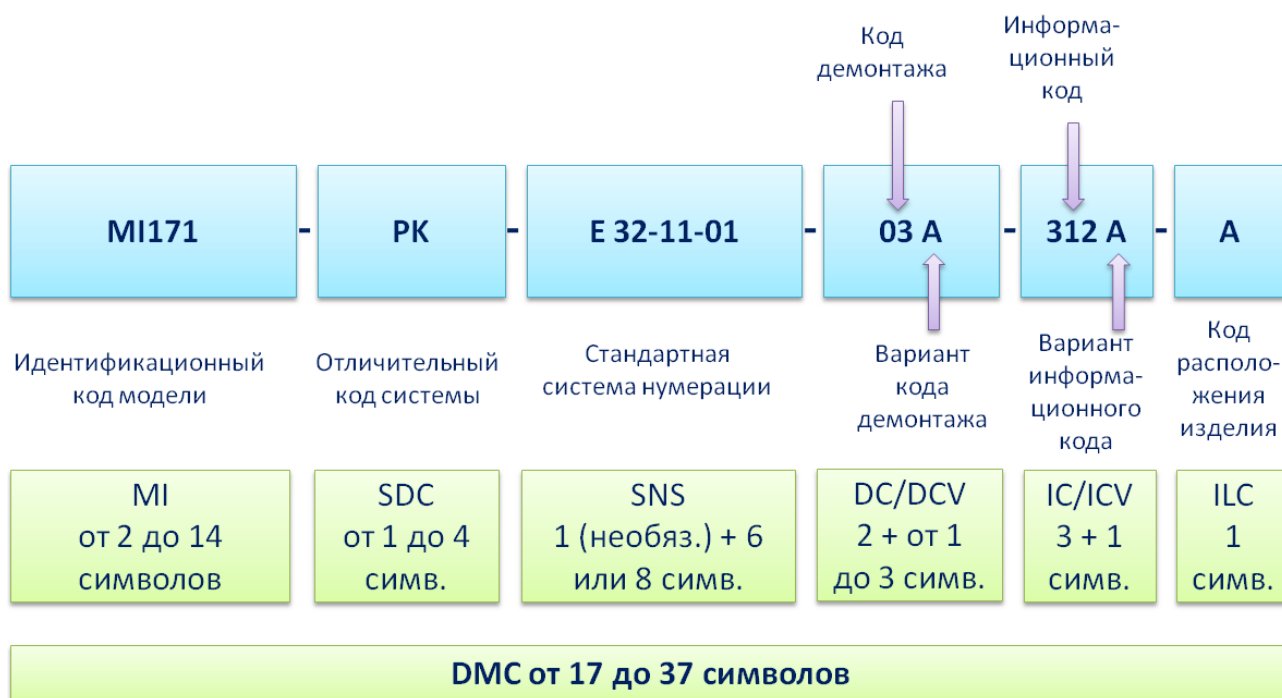 Код
демонтажа
Информа-
ционный
код
MI171 - PK - E 32-11-01 - 03 A - 312 A - A
Идентификационный
код модели
Отличительный
код системы
Стандартная
система нумерации
Вариант
кода
демонтажа
Вариант
информа-
ционного
кода
Код
располо-
жения
изделия
MI
от 2 до 14
символов
SDC
от 1 до 4
симв.
SNS
1 (необяз.) + 6
или 8 симв.
DC/DCV
2 + от 1
до 3 симв.
IC/ICV
3 + 1
симв.
ILC
1
симв.
DMC от 17 до 37 символов